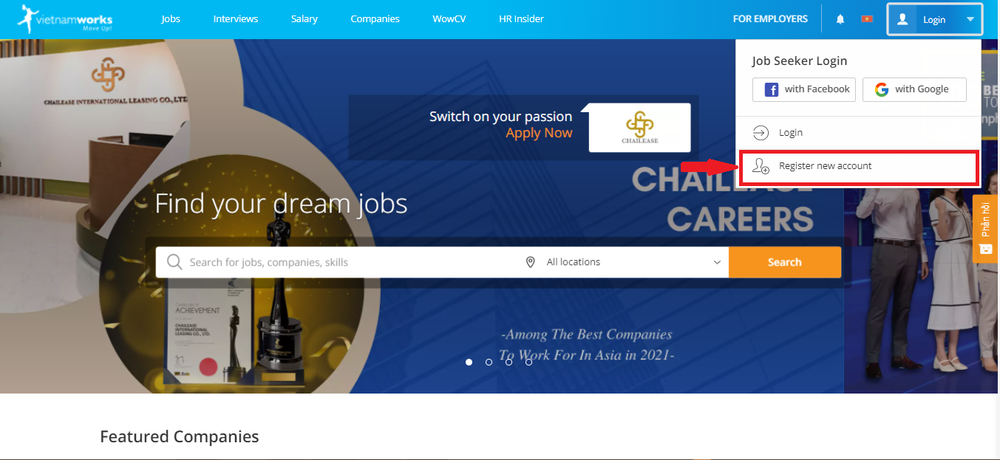 vietnamworks
Move Up!
Jobs
Interviews
Salary
Companies
WowCV
HR Insider
FOR EMPLOYERS
Login
Job Seeker Login
with Facebook
with Google
Login
Register new account
CHAILEASE INTERNATIONAL LEASING CO., LTD
Switch on your passion
Apply Now
CHAILEASE
CHAILEASE
CAREERS
Find your dream jobs
Search for jobs, companies, skills
All locations
Search
Phản hồi
ACHIEVEMENT
CHAILEASE
INTERNATIONAL
LEASING CO., LTD.
-Among The Best Companies
To Work For In Asia in 2021-
Featured Companies